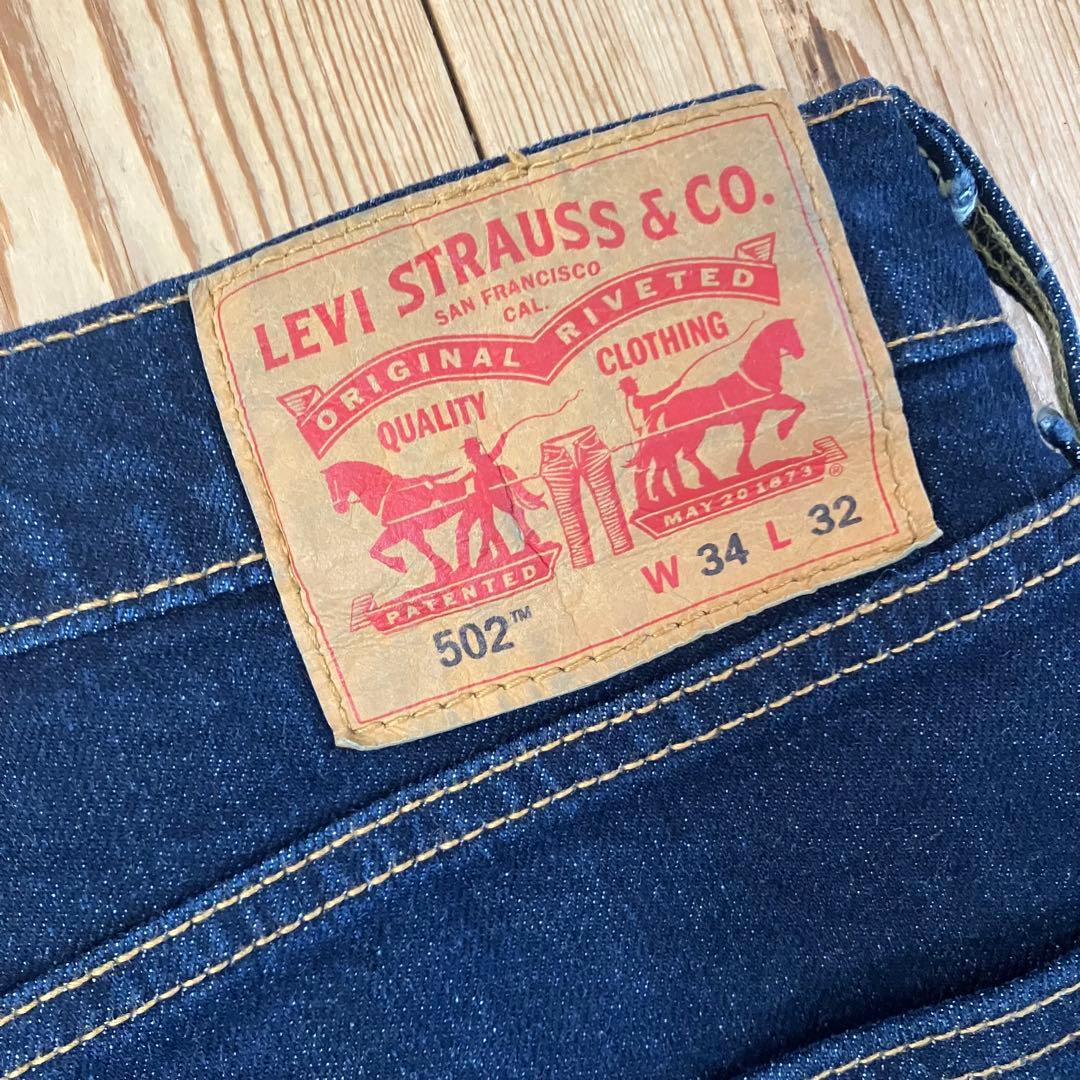 LEVI STRAUSS & CO.
SAN FRANCISCO
CAL.
ORIGINAL RIVETED
QUALITY CLOTHING
PATENTED MAY 20 1873 ®
502™ W 34 L 32